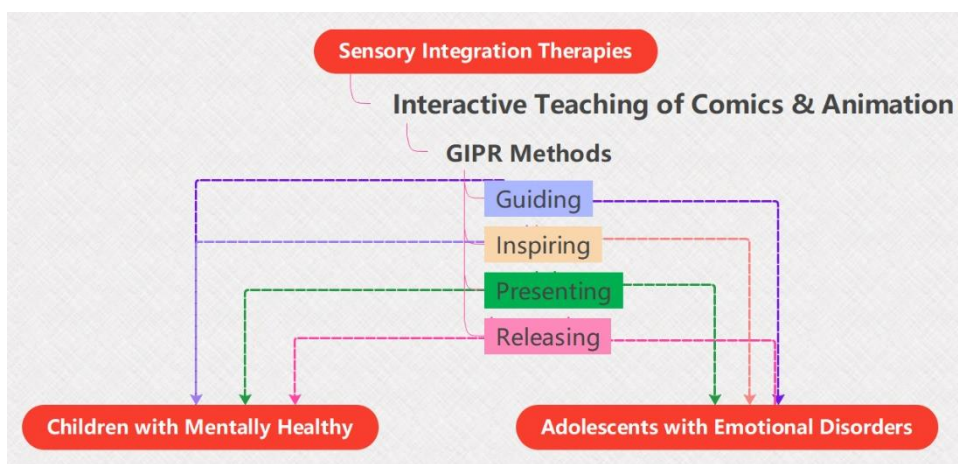 Sensory Integration Therapies
Interactive Teaching of Comics & Animation
GIPR Methods
Guiding
Inspiring
Presenting
Releasing
Children with Mentally Healthy
Adolescents with Emotional Disorders